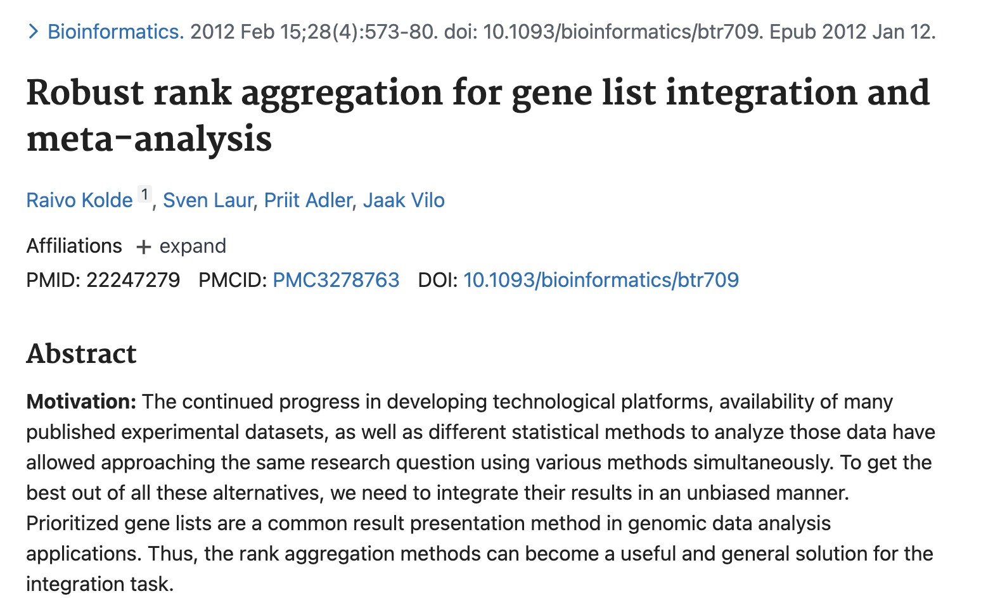 > Bioinformatics. 2012 Feb 15;28(4):573-80. doi: 10.1093/bioinformatics/btr709. Epub 2012 Jan 12.
Robust rank aggregation for gene list integration and
meta-analysis
Raivo Kolde 1, Sven Laur, Priit Adler, Jaak Vilo
Affiliations + expand
PMID: 22247279 PMCID: PMC3278763 DOI: 10.1093/bioinformatics/btr709
Abstract
Motivation: The continued progress in developing technological platforms, availability of many
published experimental datasets, as well as different statistical methods to analyze those data have
allowed approaching the same research question using various methods simultaneously. To get the
best out of all these alternatives, we need to integrate their results in an unbiased manner.
Prioritized gene lists are a common result presentation method in genomic data analysis
applications. Thus, the rank aggregation methods can become a useful and general solution for the
integration task.